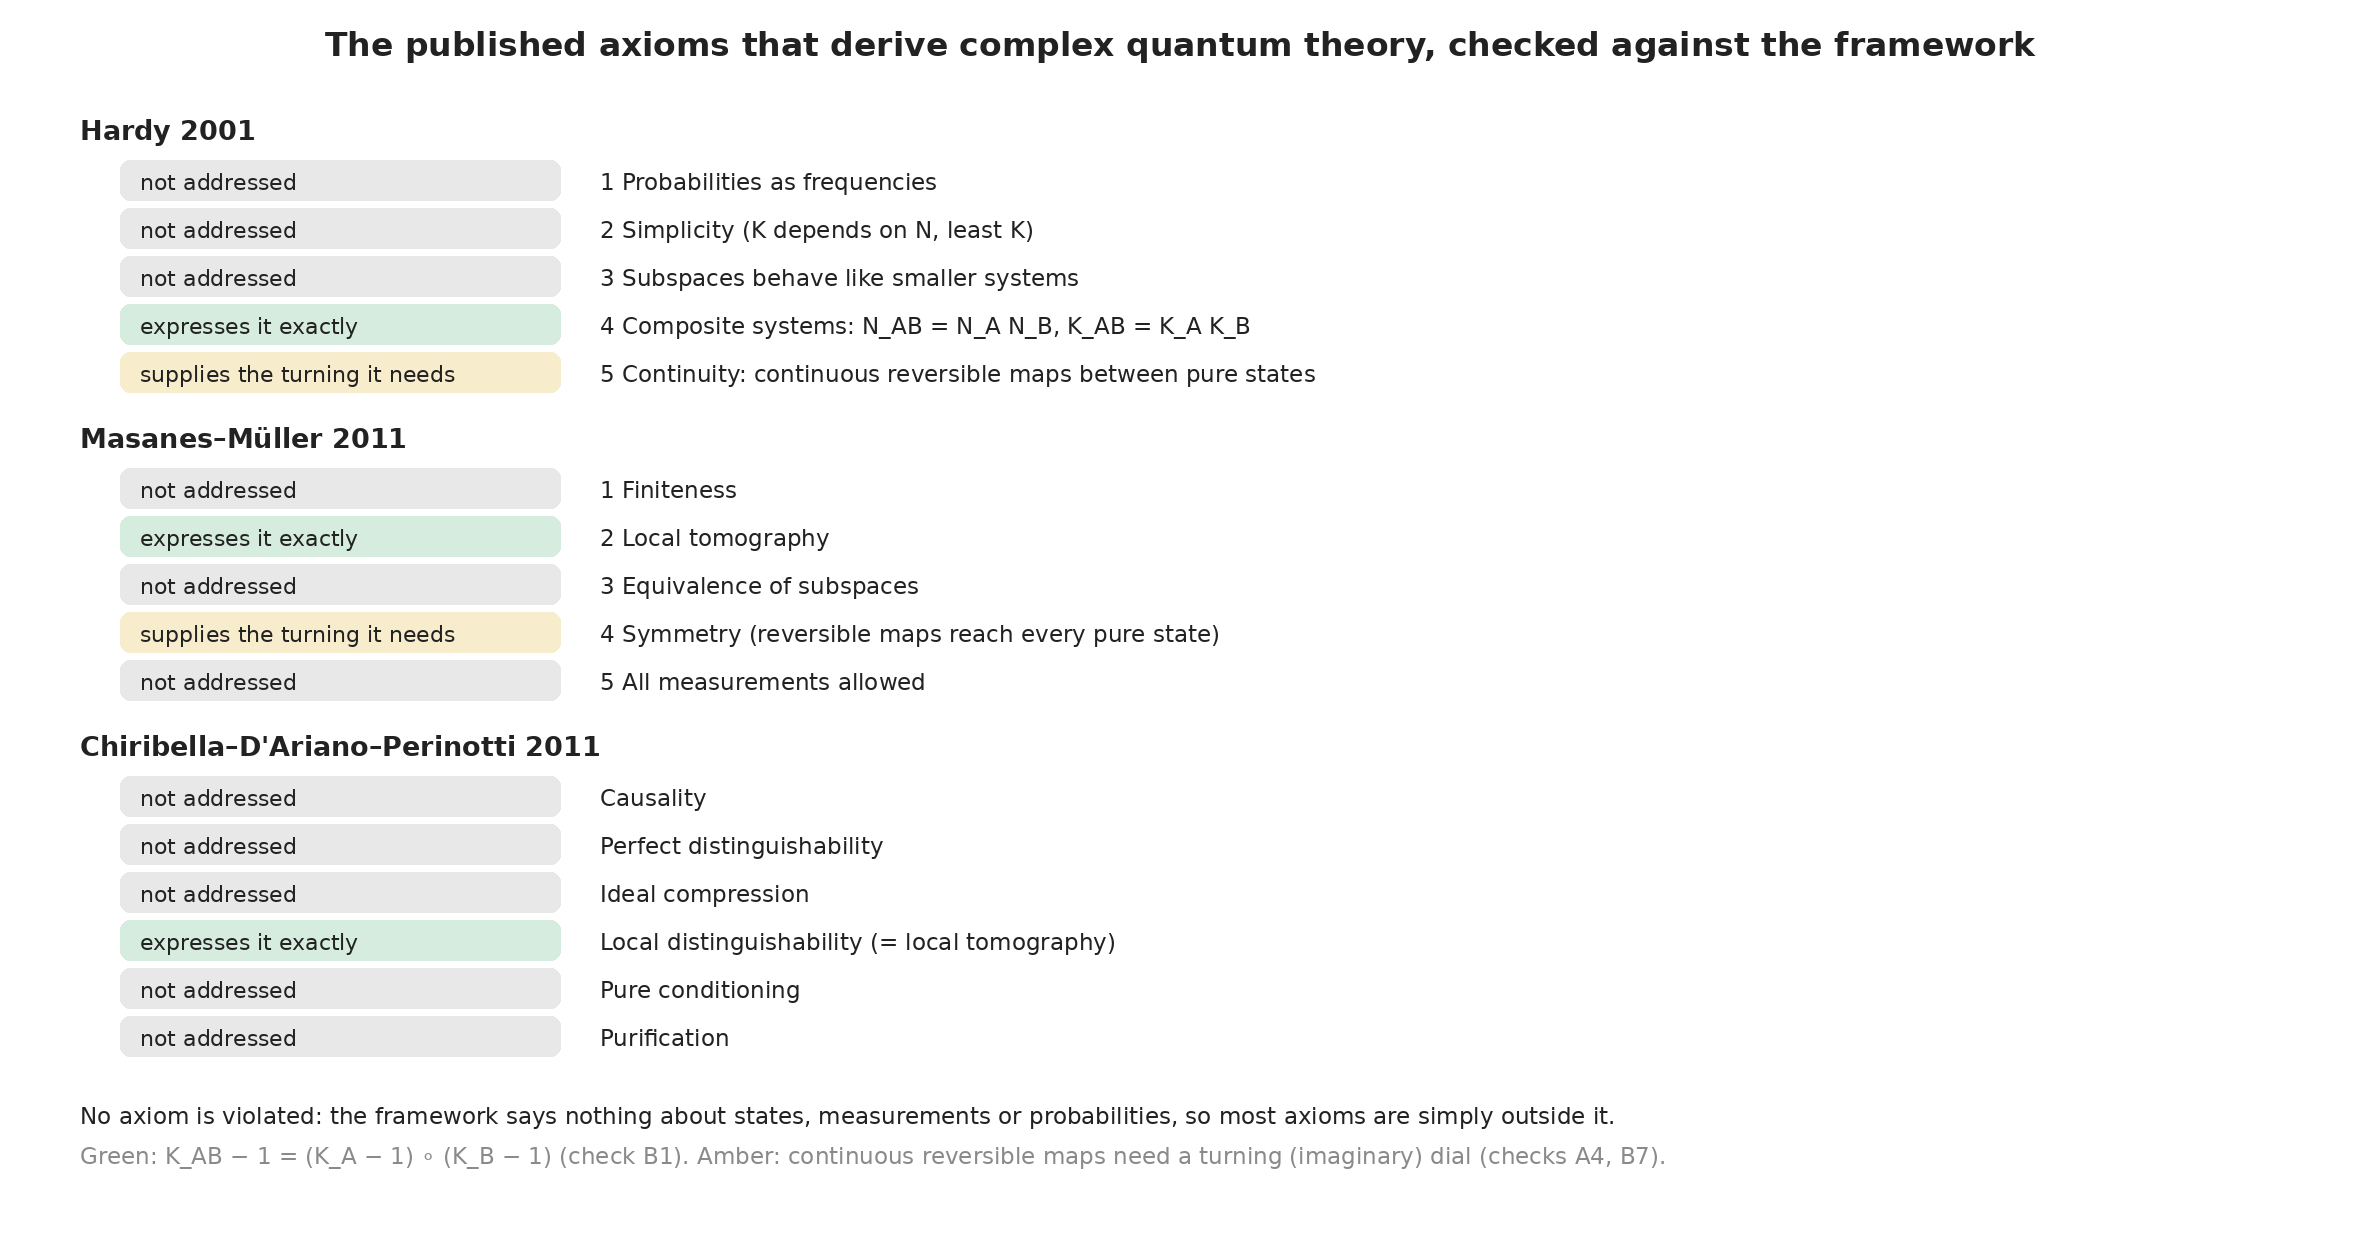 The published axioms that derive complex quantum theory, checked against the framework
Hardy 2001
not addressed 1 Probabilities as frequencies
not addressed 2 Simplicity (K depends on N, least K)
not addressed 3 Subspaces behave like smaller systems
expresses it exactly 4 Composite systems: N_AB = N_A N_B, K_AB = K_A K_B
supplies the turning it needs 5 Continuity: continuous reversible maps between pure states
Masanes–Müller 2011
not addressed 1 Finiteness
expresses it exactly 2 Local tomography
not addressed 3 Equivalence of subspaces
supplies the turning it needs 4 Symmetry (reversible maps reach every pure state)
not addressed 5 All measurements allowed
Chiribella–D'Ariano–Perinotti 2011
not addressed Causality
not addressed Perfect distinguishability
not addressed Ideal compression
expresses it exactly Local distinguishability (= local tomography)
not addressed Pure conditioning
not addressed Purification
No axiom is violated: the framework says nothing about states, measurements or probabilities, so most axioms are simply outside it.
Green: K_AB − 1 = (K_A − 1) ∘ (K_B − 1) (check B1). Amber: continuous reversible maps need a turning (imaginary) dial (checks A4, B7).